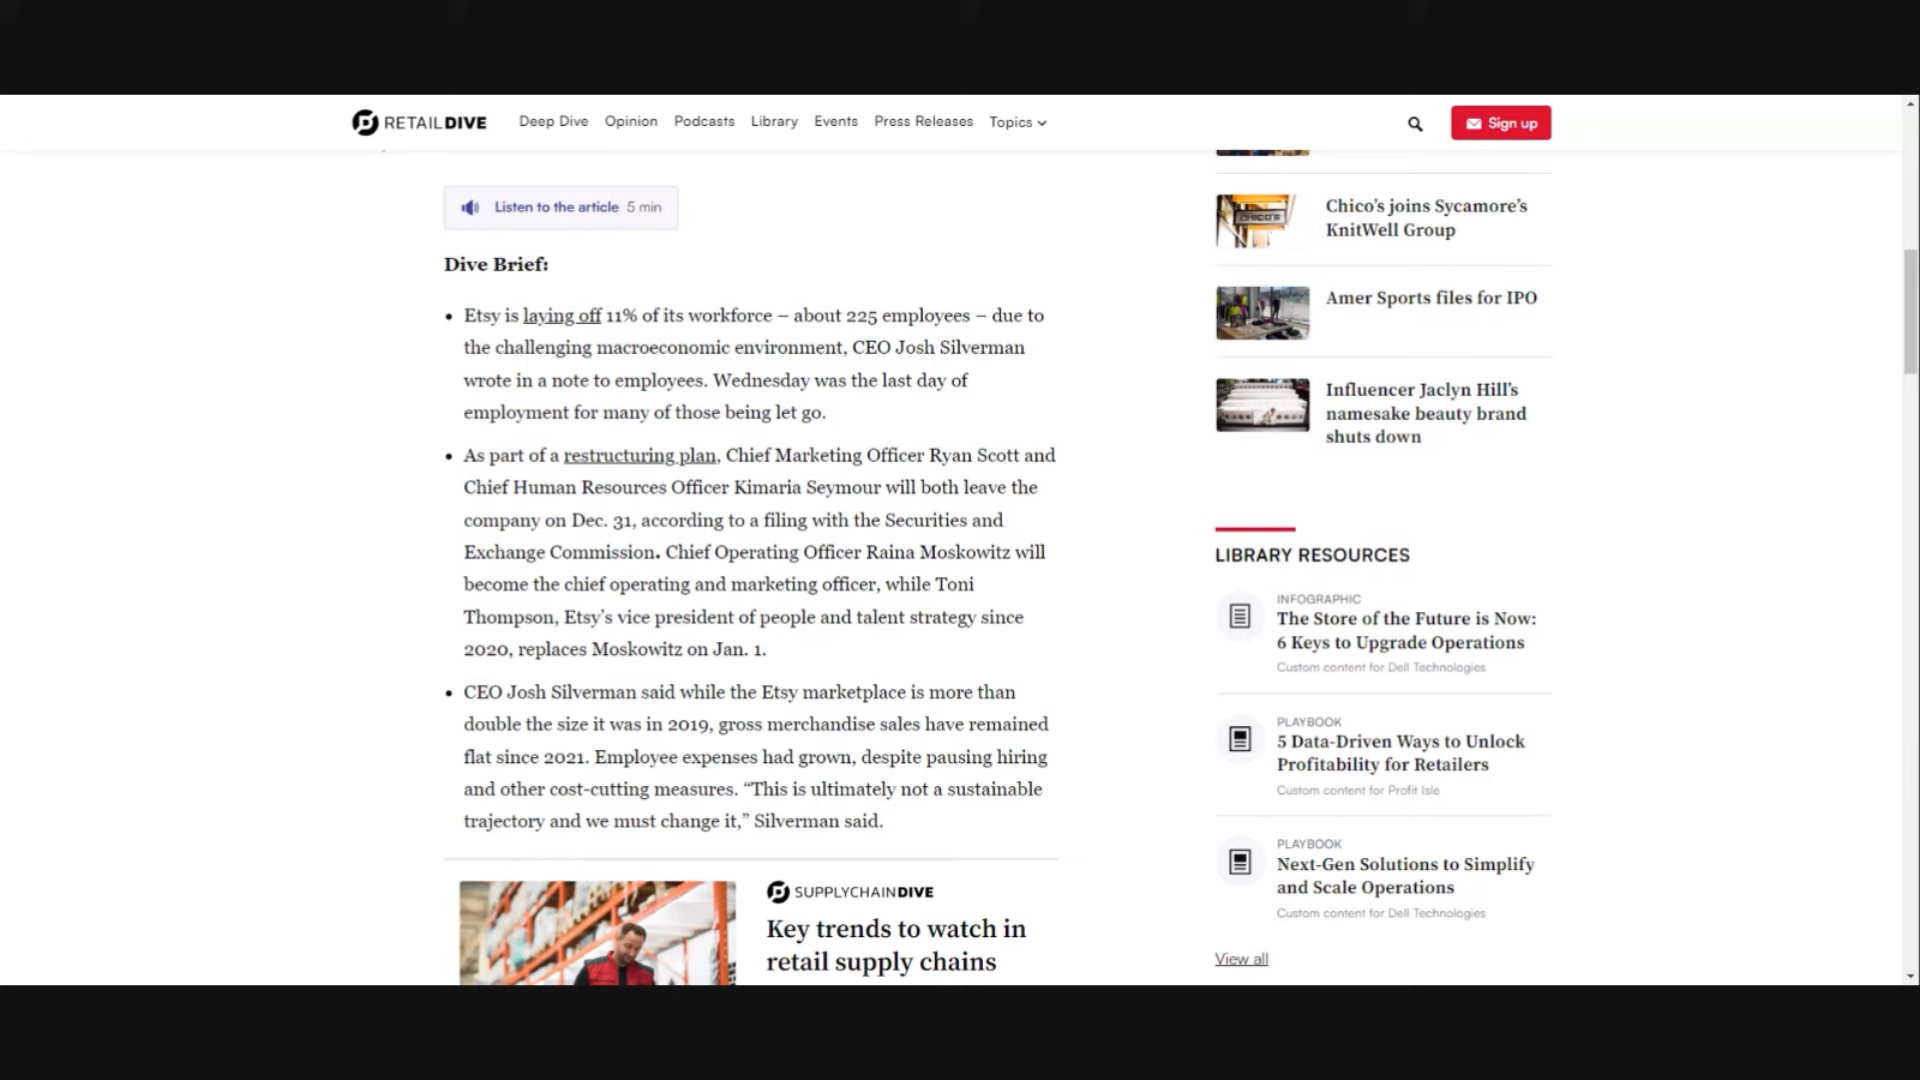 RETAILDIVE
Deep Dive Opinion Podcasts Library Events Press Releases Topics
Sign up
Listen to the article 5 min
Dive Brief:
• Etsy is laying off 11% of its workforce – about 225 employees – due to
the challenging macroeconomic environment, CEO Josh Silverman
wrote in a note to employees. Wednesday was the last day of
employment for many of those being let go.
• As part of a restructuring plan, Chief Marketing Officer Ryan Scott and
Chief Human Resources Officer Kimaria Seymour will both leave the
company on Dec. 31, according to a filing with the Securities and
Exchange Commission. Chief Operating Officer Raina Moskowitz will
become the chief operating and marketing officer, while Toni
Thompson, Etsy’s vice president of people and talent strategy since
2020, replaces Moskowitz on Jan. 1.
• CEO Josh Silverman said while the Etsy marketplace is more than
double the size it was in 2019, gross merchandise sales have remained
flat since 2021. Employee expenses had grown, despite pausing hiring
and other cost-cutting measures. “This is ultimately not a sustainable
trajectory and we must change it,” Silverman said.
SUPPLYCHAINDIVE
Key trends to watch in
retail supply chains
CHICO'S
Chico’s joins Sycamore’s
KnitWell Group
Amer Sports files for IPO
Influencer Jaclyn Hill’s
namesake beauty brand
shuts down
LIBRARY RESOURCES
INFOGRAPHIC
The Store of the Future is Now:
6 Keys to Upgrade Operations
Custom content for Dell Technologies
PLAYBOOK
5 Data-Driven Ways to Unlock
Profitability for Retailers
Custom content for Profit Isle
PLAYBOOK
Next-Gen Solutions to Simplify
and Scale Operations
Custom content for Dell Technologies
View all